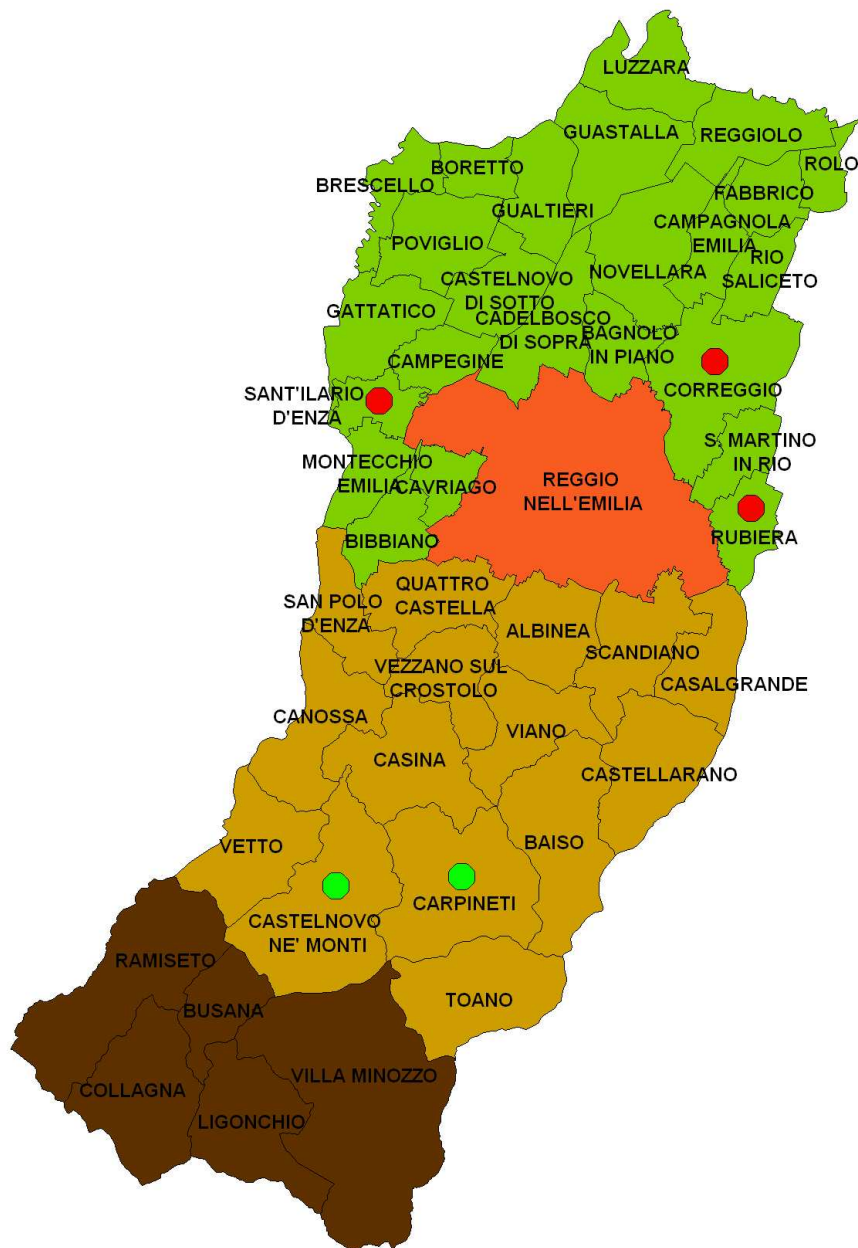 LUZZARA
GUASTALLA
REGGIOLO
ROLO
BORETTO
BRESCELLO
FABBRICO
GUALTIERI
CAMPAGNOLA
EMILIA
POVIGLIO
RIO
SALICETO
CASTELNOVO
DI SOTTO
NOVELLARA
GATTATICO
CADELBOSCO
DI SOPRA
BAGNOLO
IN PIANO
CAMPEGINE
CORREGGIO
SANT'ILARIO
D'ENZA
S. MARTINO
IN RIO
MONTECCHIO
EMILIA
CAVRIAGO
REGGIO
NELL'EMILIA
RUBIERA
BIBBIANO
QUATTRO
CASTELLA
SAN POLO
D'ENZA
ALBINEA
SCANDIANO
VEZZANO SUL
CROSTOLO
CASALGRANDE
CANOSSA
VIANO
CASINA
CASTELLARANO
VETTO
BAISO
CARPINETI
CASTELNOVO
NE' MONTI
RAMISETO
TOANO
BUSANA
VILLA MINOZZO
COLLAGNA
LIGONCHIO